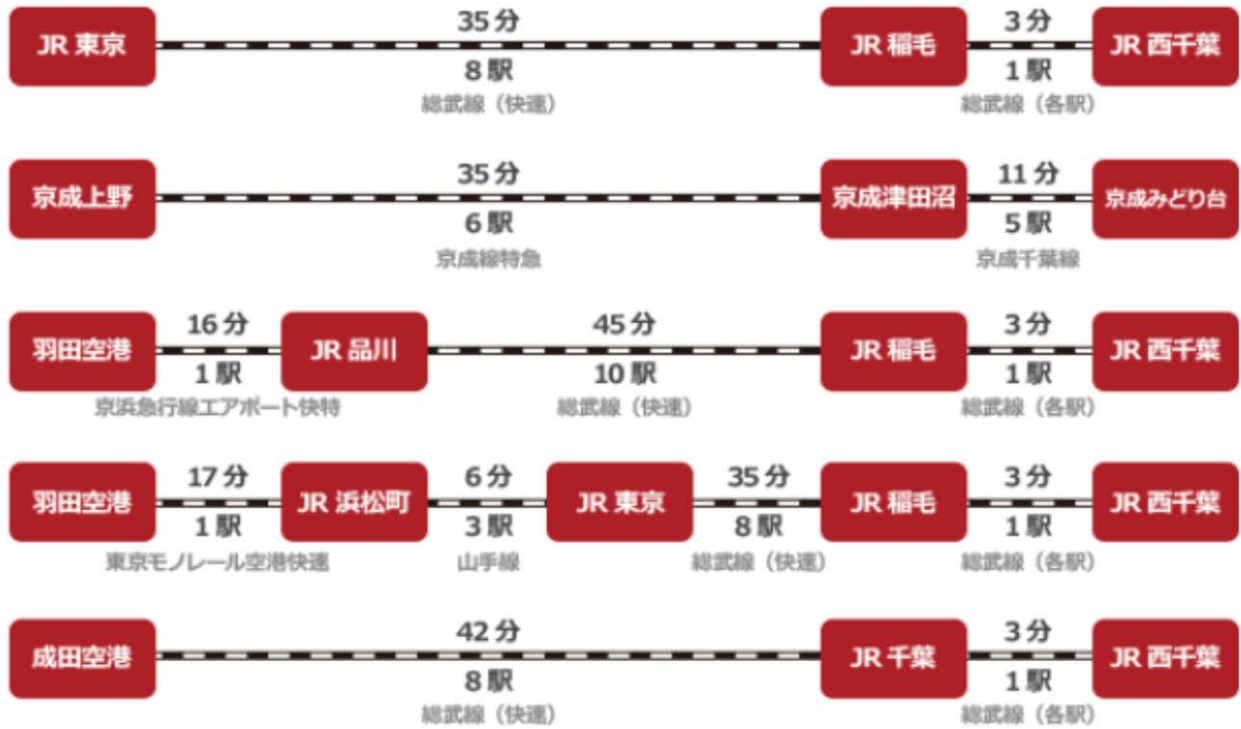 35分
JR 東京 JR 稲毛 3分 JR 西千葉
8駅 1駅
総武線（快速） 総武線（各駅）
35分 11分
京成上野 京成津田沼 京成みどり台
6駅 5駅
京成線特急 京成千葉線
16分 45分 3分
羽田空港 JR 品川 JR 稲毛 JR 西千葉
1駅 10駅 1駅
京浜急行線エアポート快特 総武線（快速） 総武線（各駅）
17分 6分 35分 3分
羽田空港 JR 浜松町 JR 東京 JR 稲毛 JR 西千葉
1駅 3駅 8駅 1駅
東京モノレール空港快速 山手線 総武線（快速） 総武線（各駅）
42分 3分
成田空港 JR 千葉 JR 西千葉
8駅 1駅
総武線（快速） 総武線（各駅）